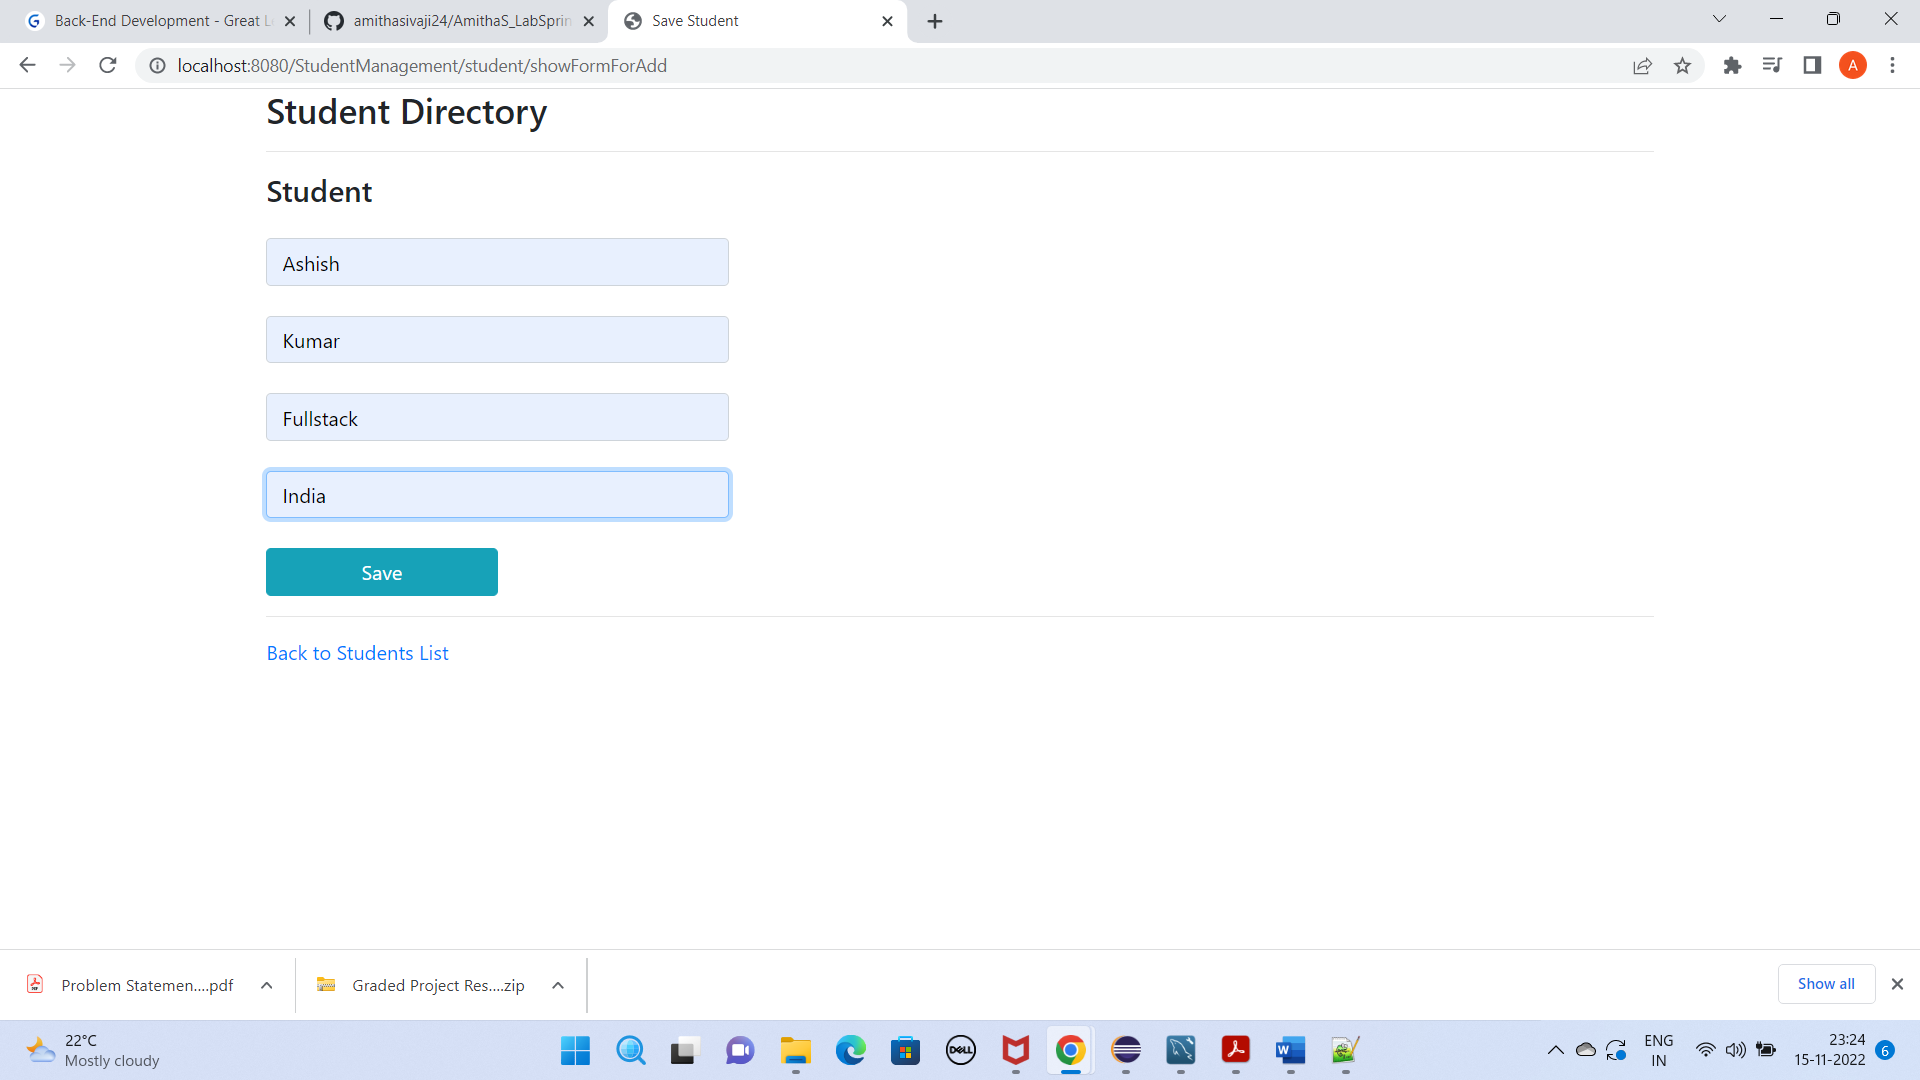 Back-End Development - Great L
amithasivaji24/AmithaS_LabSprin
Save Student
localhost:8080/StudentManagement/student/showFormForAdd
A
Student Directory
Student
Ashish
Kumar
Fullstack
India
Save
Back to Students List
Problem Statemen....pdf
Graded Project Res....zip
Show all
22°C
Mostly cloudy
DELL
W
ENG
IN
23:24
15-11-2022
6